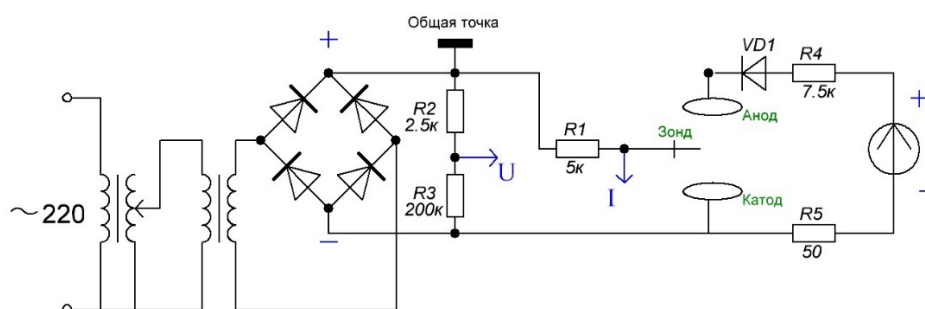 Общая точка
+
VD1
R4
7.5к
R2
2.5к
R1
5к
Зонд
Анод
+
U
I
~220
R3
200к
Катод
R5
50
−
−